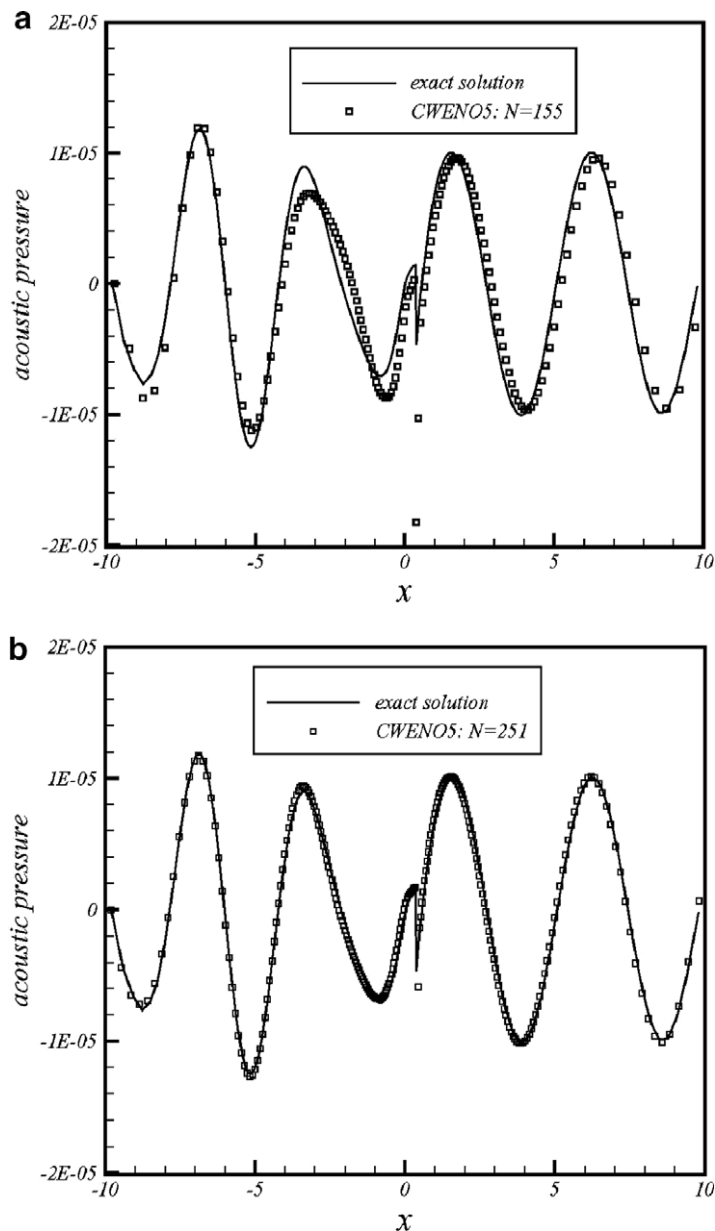 a
2E-05
exact solution
CWENO5: N=155
1E-05
acoustic pressure
0
-1E-05
-2E-05
-10
-5
0
5
10
x
b
2E-05
exact solution
CWENO5: N=251
1E-05
acoustic pressure
0
-1E-05
-2E-05
-10
-5
0
5
10
x